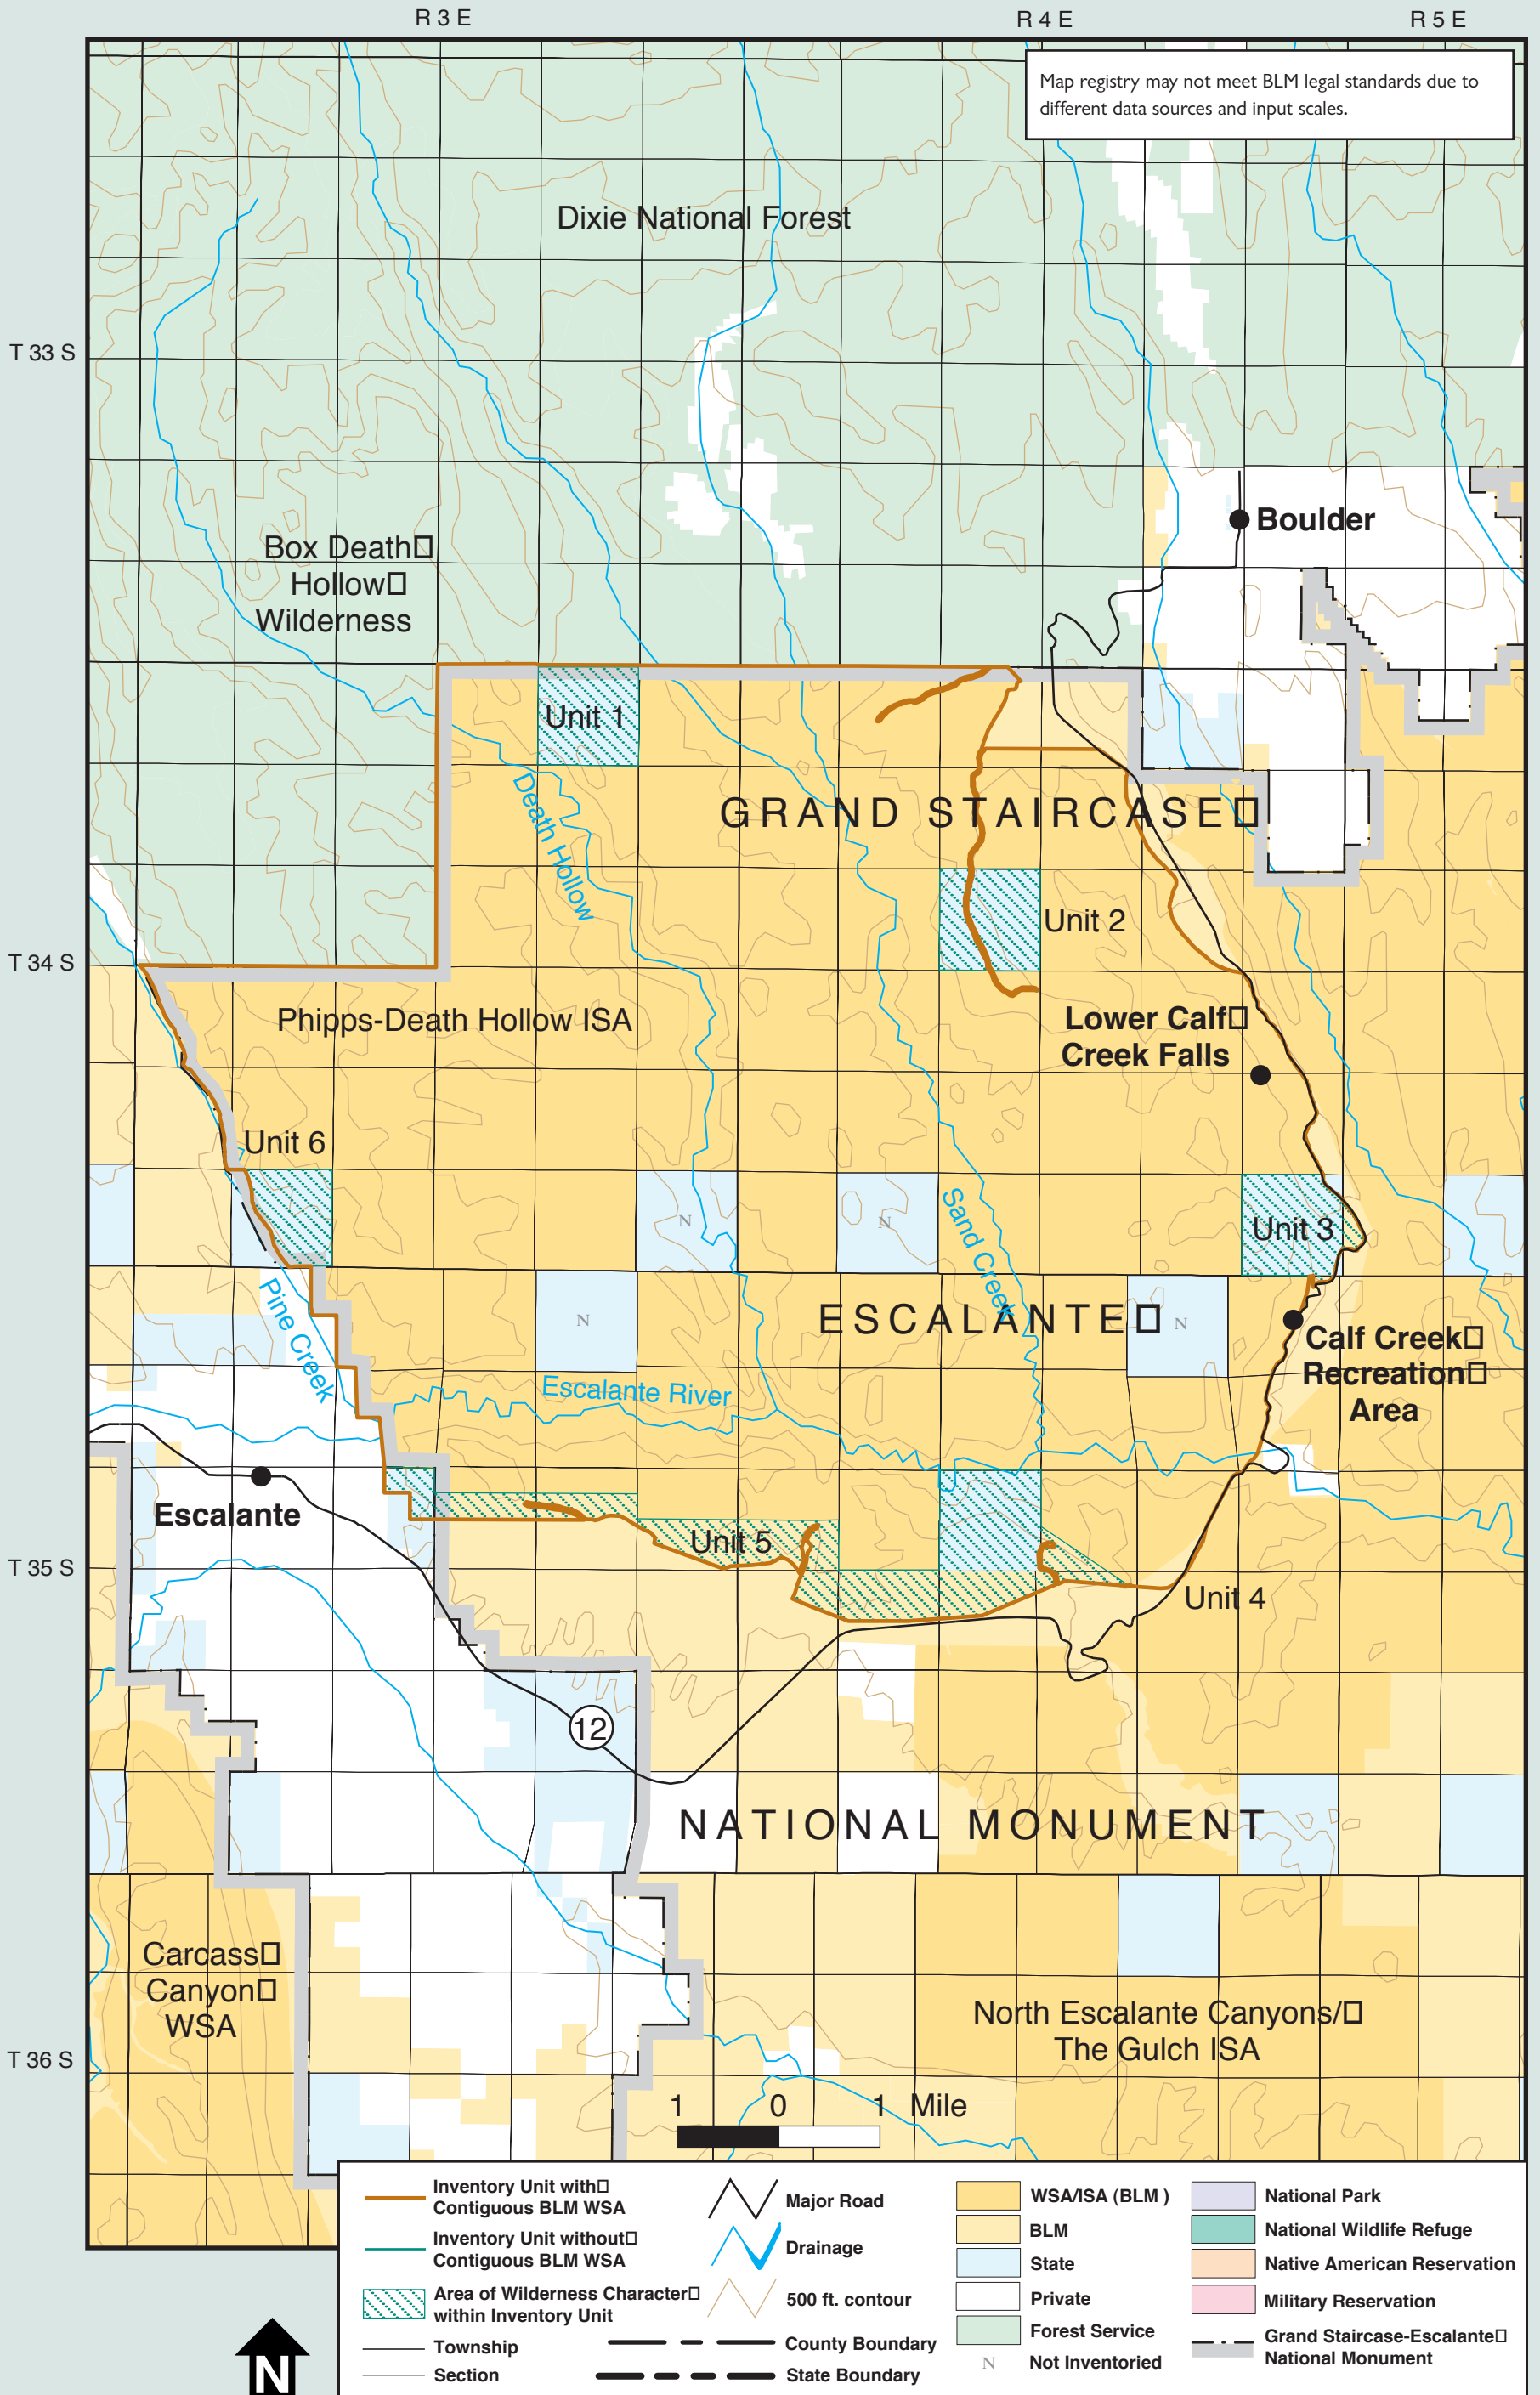 R 3 E
R 4 E
R 5 E
Map registry may not meet BLM legal standards due to
different data sources and input scales.
Dixie National Forest
T 33 S
Boulder
Box Death
Hollow
Wilderness
Unit 1
Death Hollow
GRAND STAIRCASE
Unit 2
T 34 S
Phipps-Death Hollow ISA
Lower Calf
Creek Falls
Unit 6
N
N
Sand Creek
Unit 3
Pine Creek
N
ESCALANTE
N
Calf Creek
Recreation
Area
Escalante River
Escalante
Unit 5
T 35 S
Unit 4
12
NATIONAL MONUMENT
Carcass
Canyon
WSA
North Escalante Canyons/
The Gulch ISA
T 36 S
1 0 1 Mile
Inventory Unit with
Contiguous BLM WSA
Inventory Unit without
Contiguous BLM WSA
Area of Wilderness Character
within Inventory Unit
Township
Section
Major Road
Drainage
500 ft. contour
County Boundary
State Boundary
WSA/ISA (BLM )
BLM
State
Private
Forest Service
N Not Inventoried
National Park
National Wildlife Refuge
Native American Reservation
Military Reservation
Grand Staircase-Escalante
National Monument
N